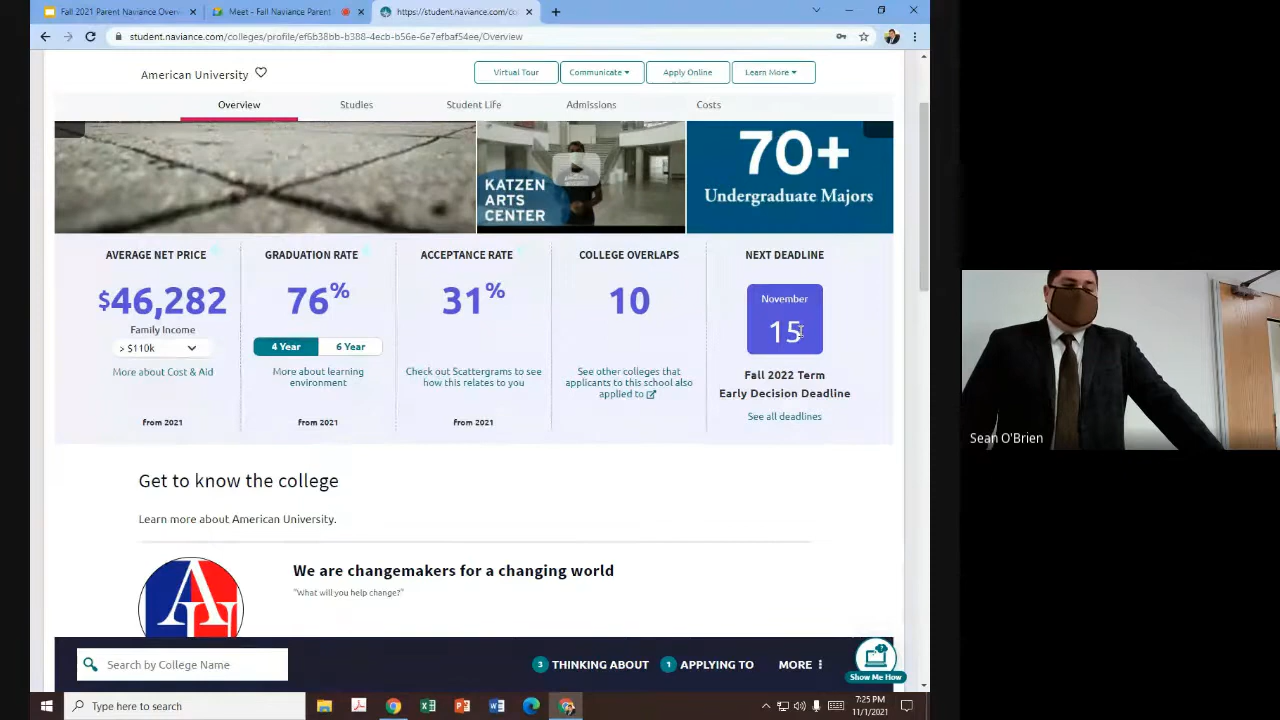 Fall 2021 Parent Naviance Overv
Meet - Fall Naviance Parent
https://student.naviance.com/co
student.naviance.com/colleges/profile/ef6b38bb-b388-4ecb-b56e-6e7efbaf54ee/Overview
American University
Virtual Tour
Communicate
Apply Online
Learn More
Overview
Studies
Student Life
Admissions
Costs
KATZEN
ARTS
CENTER
70+
Undergraduate Majors
AVERAGE NET PRICE
$46,282
Family Income
> $110k
More about Cost & Aid
from 2021
GRADUATION RATE
76%
4 Year
6 Year
More about learning
environment
from 2021
ACCEPTANCE RATE
31%
Check out Scattergrams to see
how this relates to you
from 2021
COLLEGE OVERLAPS
10
See other colleges that
applicants to this school also
applied to
NEXT DEADLINE
November
15
Fall 2022 Term
Early Decision Deadline
See all deadlines
Get to know the college
Learn more about American University.
We are changemakers for a changing world
"What will you help change?"
AU
Search by College Name
3 THINKING ABOUT
1 APPLYING TO
MORE
Show Me How
Type here to search
7:25 PM
11/1/2021
Sean O'Brien